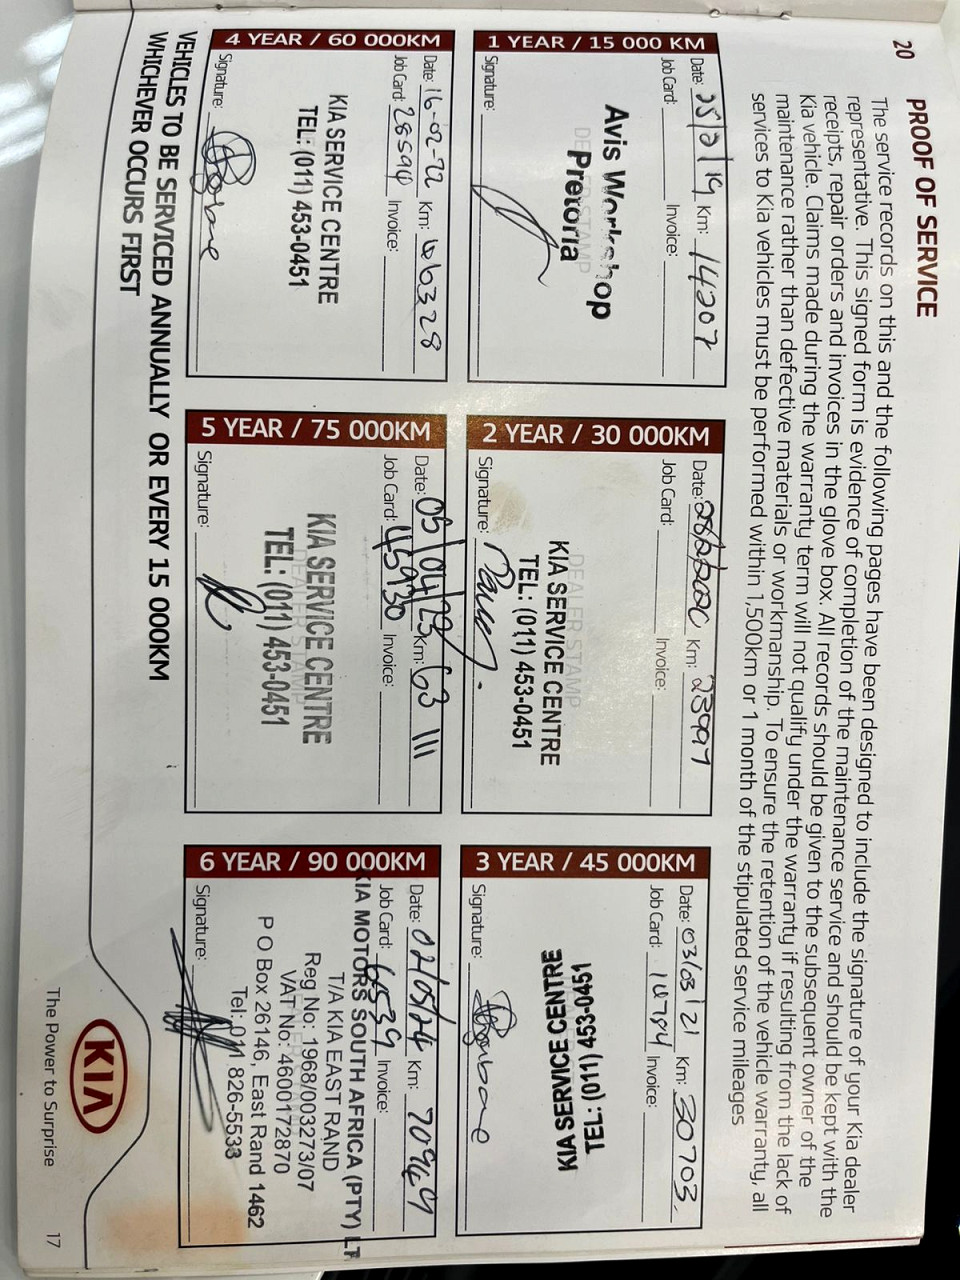 20
PROOF OF SERVICE
The service records on this and the following pages have been designed to include the signature of your Kia dealer
representative. This signed form is evidence of completion of the maintenance service and should be kept with the
receipts, repair orders and invoices in the glove box. All records should be given to the subsequent owner of the
Kia vehicle. Claims made during the warranty term will not qualify under the warranty if resulting from the lack of
maintenance rather than defective materials or workmanship. To ensure the retention of the vehicle warranty, all
services to Kia vehicles must be performed within 1,500km or 1 month of the stipulated service mileages
1 YEAR / 15 000 KM
Date: 25/2/19 Km: 14207
Job Card: Invoice:
Avis Workshop
DEALER STAMP
Pretoria
Signature:
2 YEAR / 30 000KM
Date: Km: 23997
Job Card: Invoice:
DEALER STAMP
KIA SERVICE CENTRE
TEL: (011) 453-0451
Signature:
3 YEAR / 45 000KM
Date: 03/03/21 Km: 30703
Job Card: 14784 Invoice:
TEL: (011) 453-0451
KIA SERVICE CENTRE
Signature:
4 YEAR / 60 000KM
Date: 16-02-22 Km:
Job Card: 28594 Invoice:
KIA SERVICE CENTRE
TEL: (011) 453-0451
Signature:
5 YEAR / 75 000KM
Date: 05/04/23 Km: 63 111
Job Card: 45930 Invoice:
KIA SERVICE CENTRE
DEALER STAMP
TEL: (011) 453-0451
Signature:
6 YEAR / 90 000KM
Date: 02/05/24 Km: 70969
Job Card: 6539 Invoice:
KIA MOTORS SOUTH AFRICA (PTY) LT
T/A KIA EAST RAND
Reg No: 1968/003273/07
VAT No: 4600172870
P O Box 26146, East Rand 1462
Tel: 011 826-5533
Signature:
VEHICLES TO BE SERVICED ANNUALLY OR EVERY 15 000KM
WHICHEVER OCCURS FIRST
KIA
The Power to Surprise
17